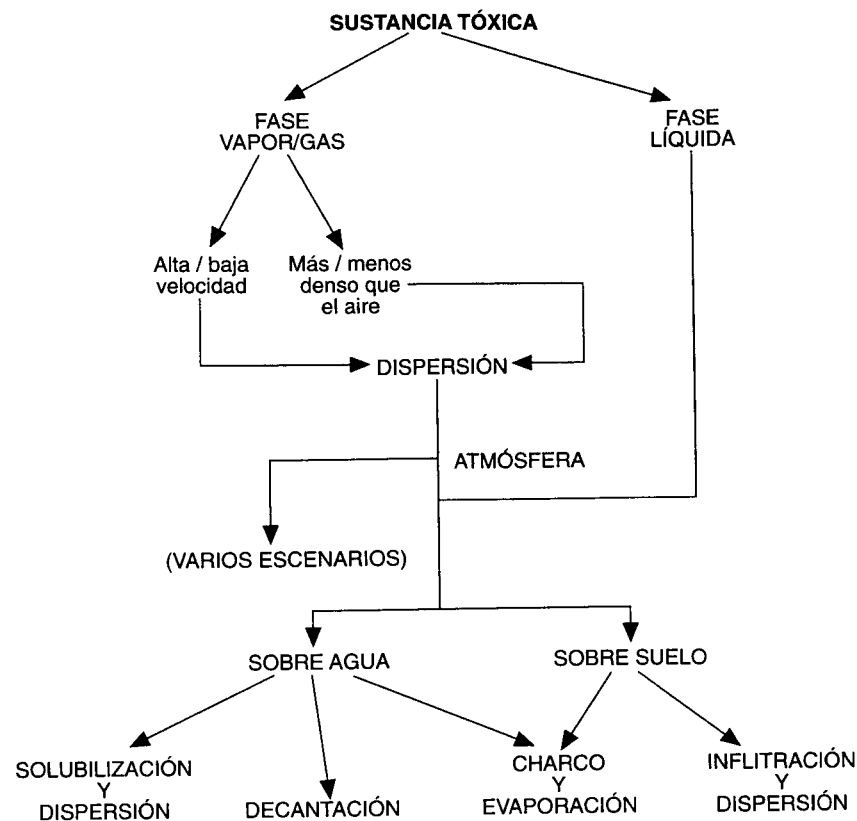 SUSTANCIA TÓXICA
FASE
VAPOR/GAS
FASE
LÍQUIDA
Alta / baja
velocidad
Más / menos
denso que
el aire
DISPERSIÓN
ATMÓSFERA
(VARIOS ESCENARIOS)
SOBRE AGUA
SOBRE SUELO
SOLUBILIZACIÓN
Y
DISPERSIÓN
DECANTACIÓN
CHARCO
Y
EVAPORACIÓN
INFLITRACIÓN
Y
DISPERSIÓN